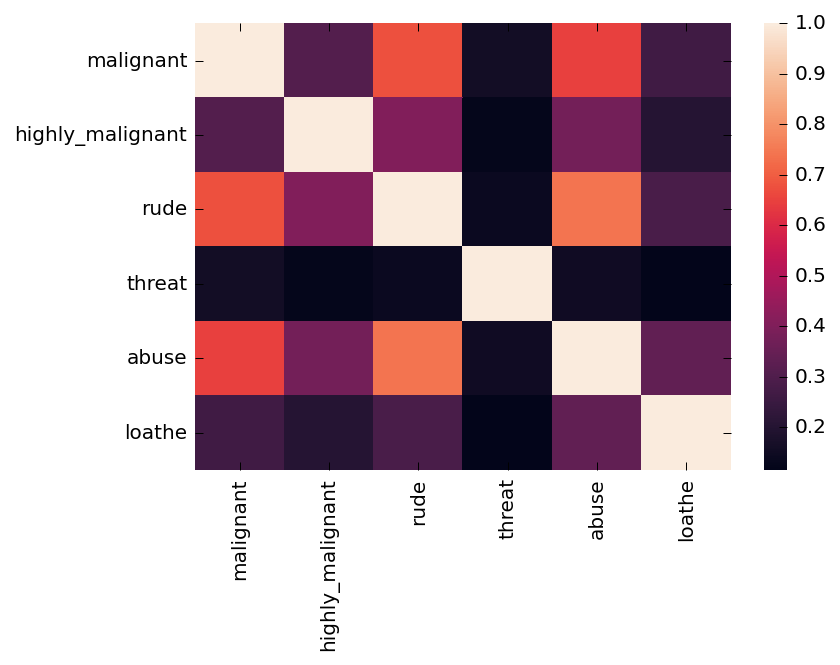 malignant
highly_malignant
rude
threat
abuse
loathe
malignant
highly_malignant
rude
threat
abuse
loathe
1.0
0.9
0.8
0.7
0.6
0.5
0.4
0.3
0.2